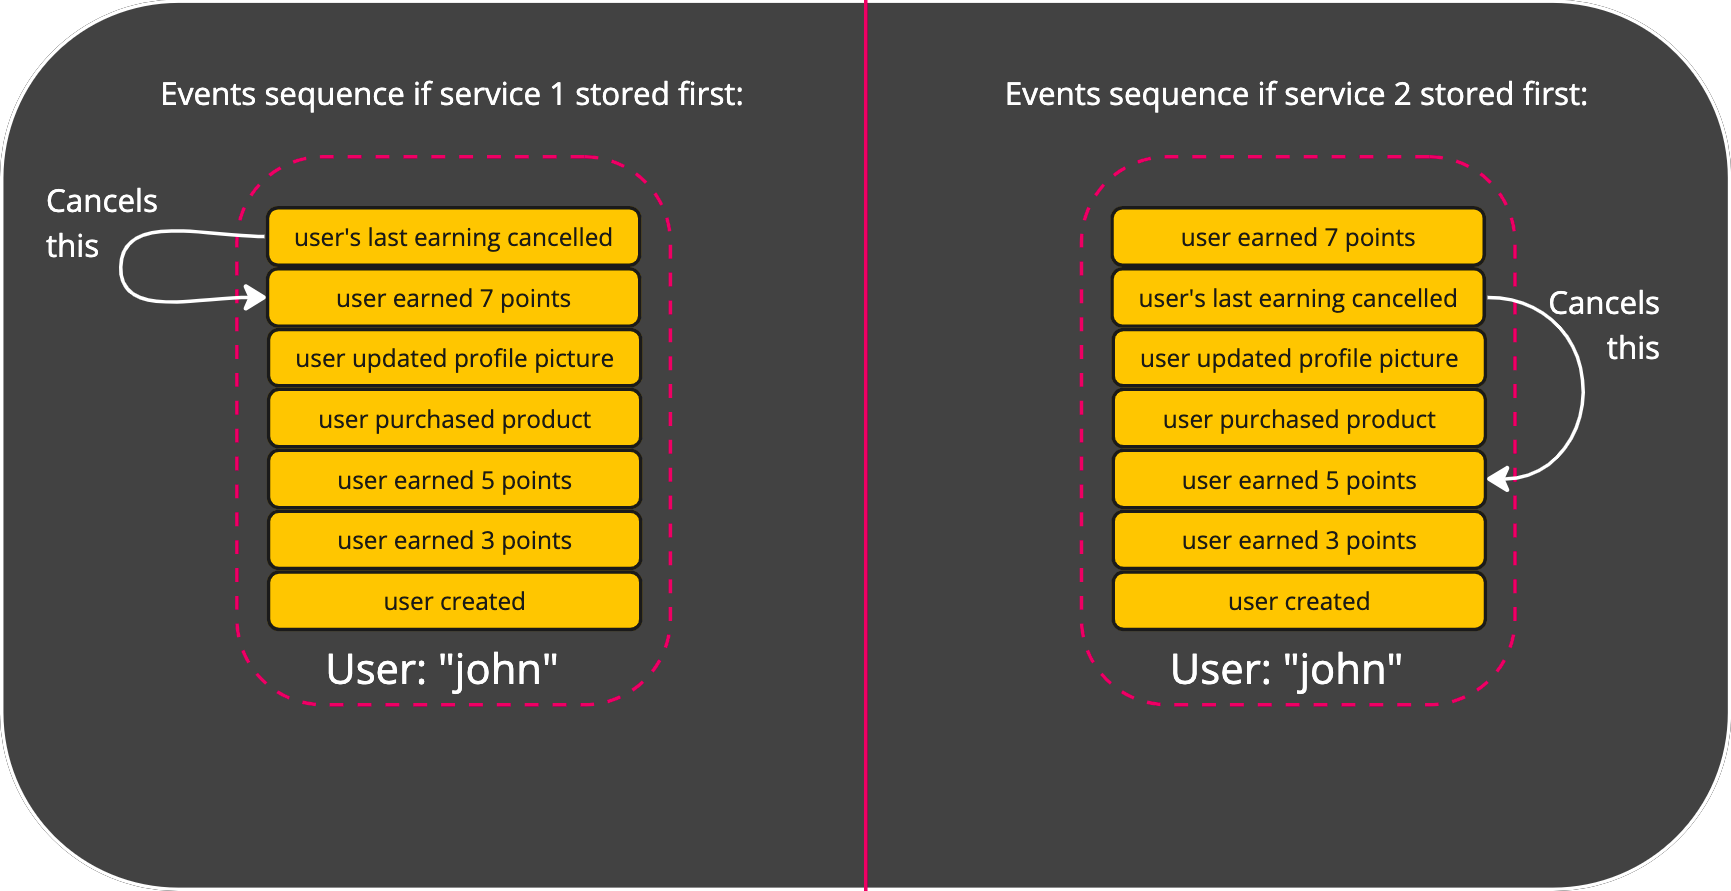 Events sequence if service 1 stored first:
Cancels
this
user's last earning cancelled
user earned 7 points
user updated profile picture
user purchased product
user earned 5 points
user earned 3 points
user created
User: "john"
Events sequence if service 2 stored first:
user earned 7 points
user's last earning cancelled
Cancels
this
user updated profile picture
user purchased product
user earned 5 points
user earned 3 points
user created
User: "john"